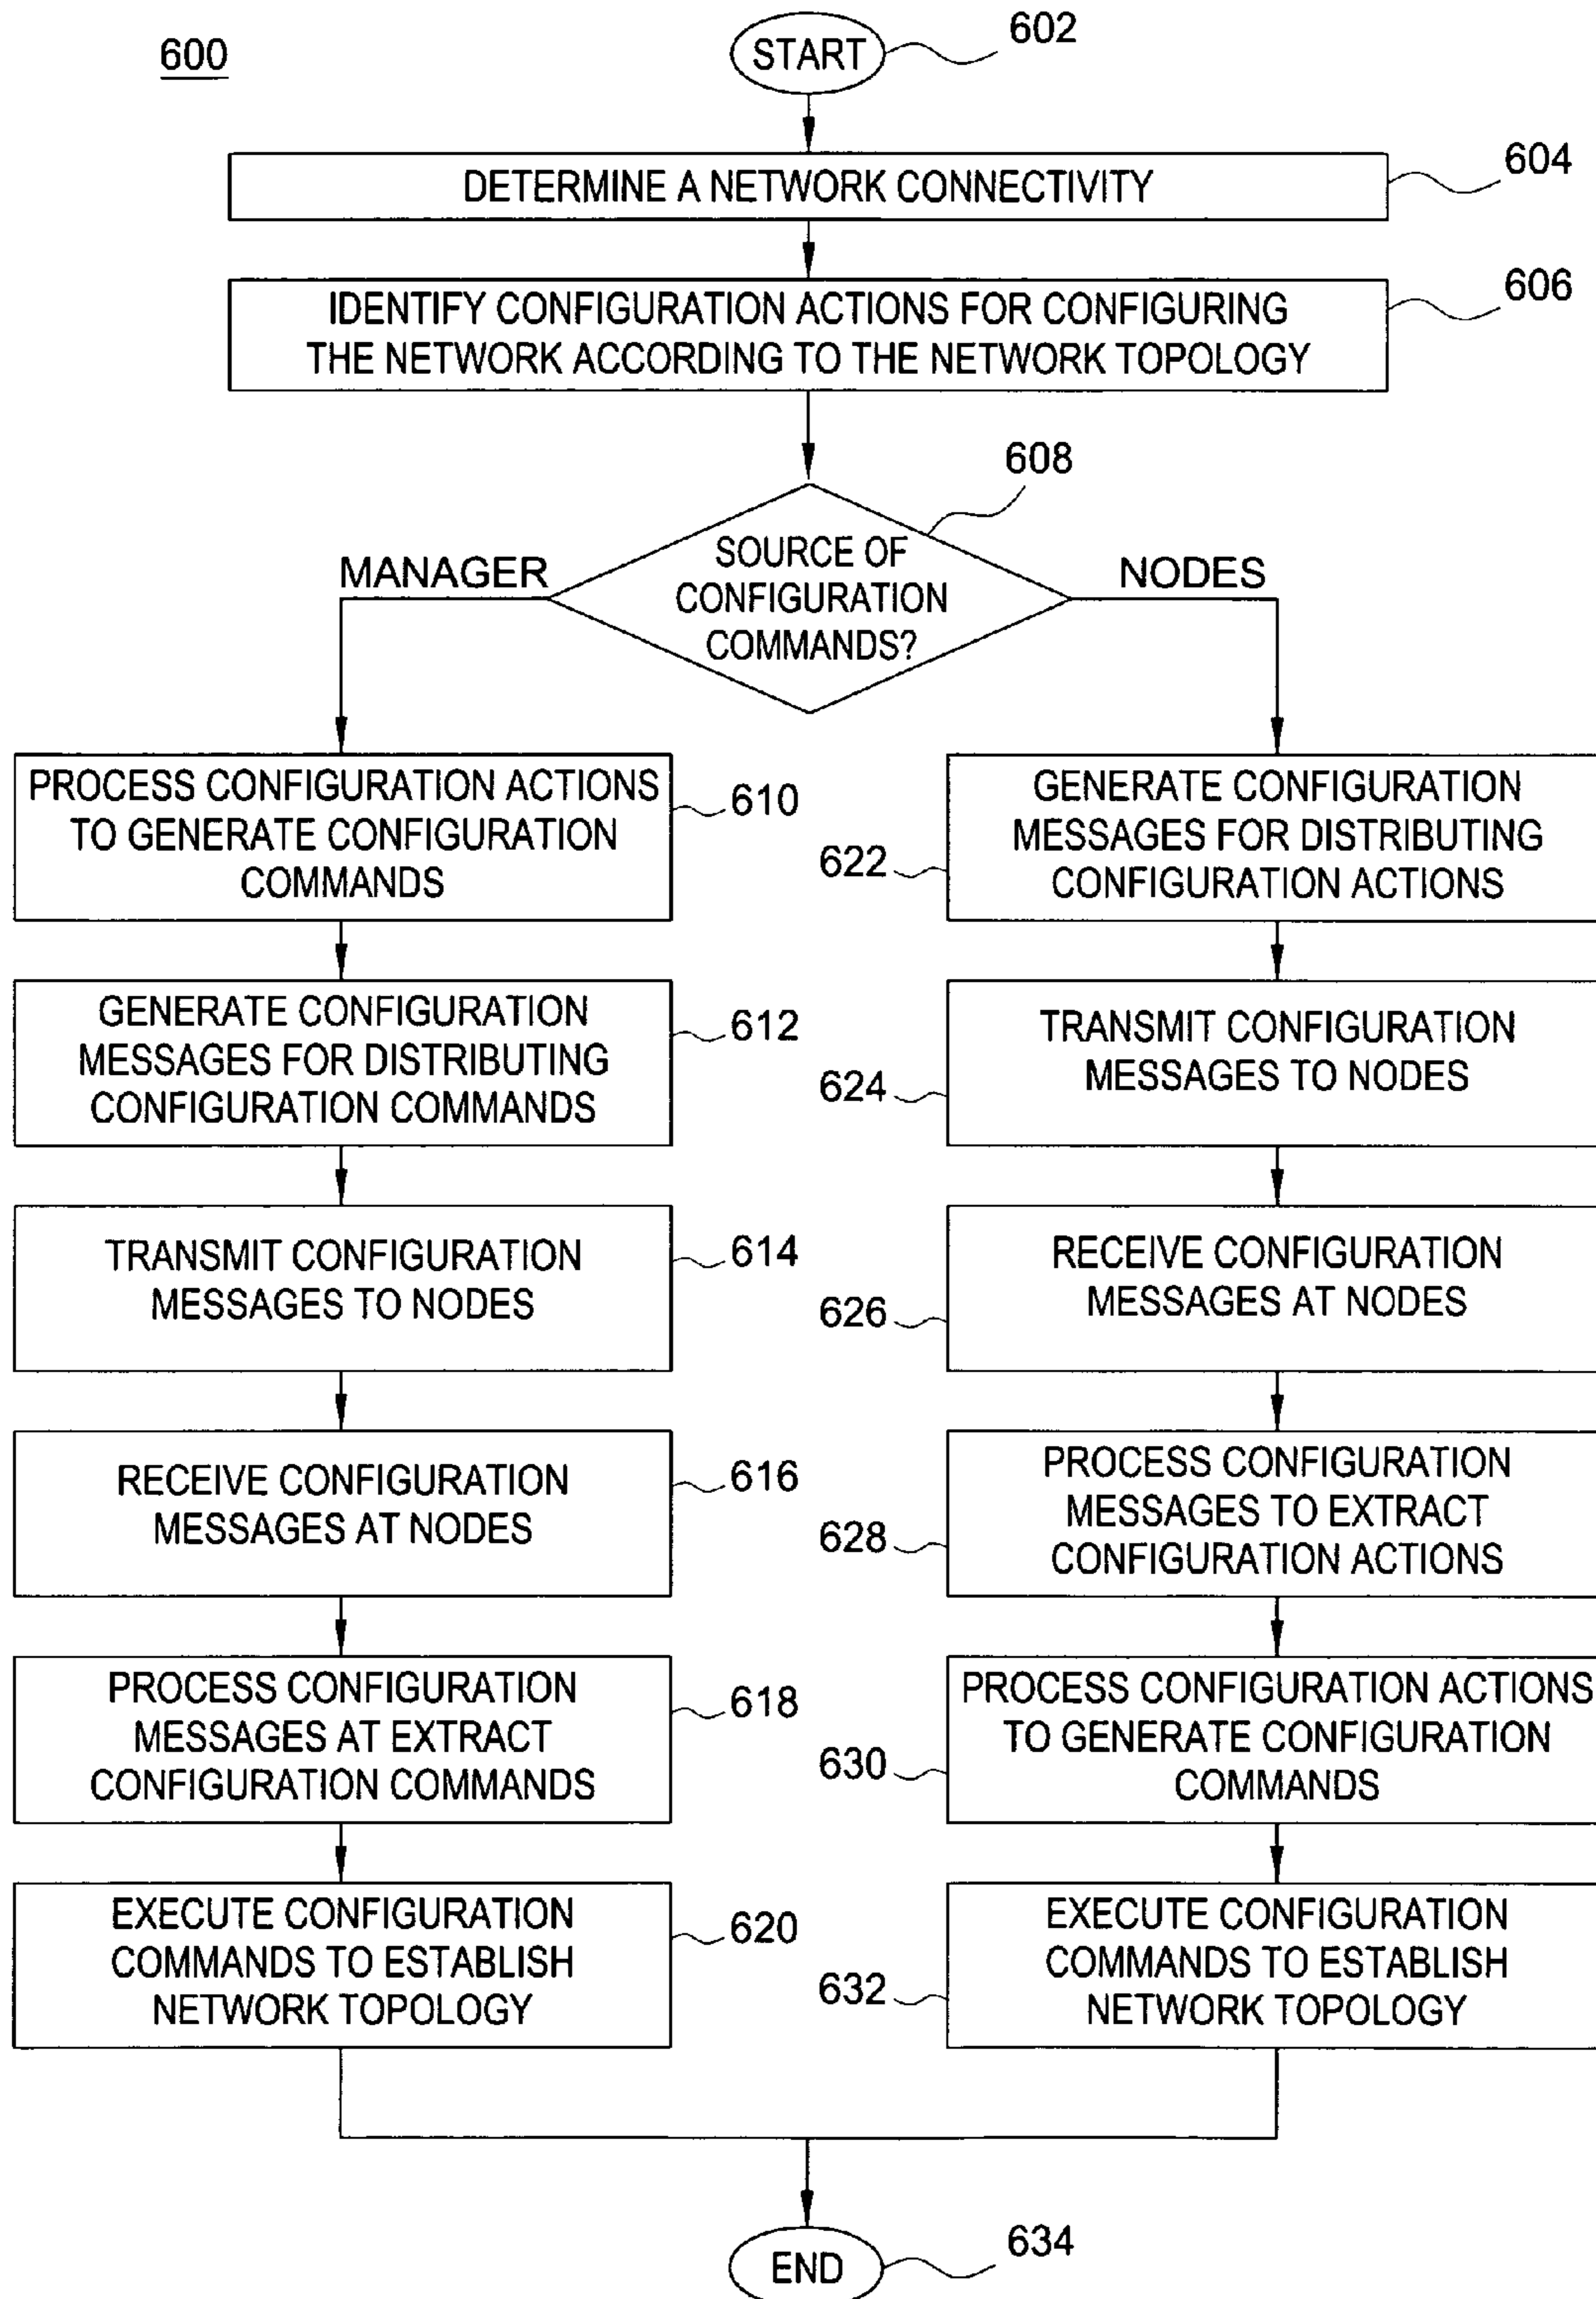 600
START
602
DETERMINE A NETWORK CONNECTIVITY
604
IDENTIFY CONFIGURATION ACTIONS FOR CONFIGURING
THE NETWORK ACCORDING TO THE NETWORK TOPOLOGY
606
608
SOURCE OF
CONFIGURATION
COMMANDS?
MANAGER
NODES
PROCESS CONFIGURATION ACTIONS
TO GENERATE CONFIGURATION
COMMANDS
610
GENERATE CONFIGURATION
MESSAGES FOR DISTRIBUTING
CONFIGURATION COMMANDS
612
TRANSMIT CONFIGURATION
MESSAGES TO NODES
614
RECEIVE CONFIGURATION
MESSAGES AT NODES
616
PROCESS CONFIGURATION
MESSAGES AT EXTRACT
CONFIGURATION COMMANDS
618
EXECUTE CONFIGURATION
COMMANDS TO ESTABLISH
NETWORK TOPOLOGY
620
GENERATE CONFIGURATION
MESSAGES FOR DISTRIBUTING
CONFIGURATION ACTIONS
622
TRANSMIT CONFIGURATION
MESSAGES TO NODES
624
RECEIVE CONFIGURATION
MESSAGES AT NODES
626
PROCESS CONFIGURATION
MESSAGES TO EXTRACT
CONFIGURATION ACTIONS
628
PROCESS CONFIGURATION ACTIONS
TO GENERATE CONFIGURATION
COMMANDS
630
EXECUTE CONFIGURATION
COMMANDS TO ESTABLISH
NETWORK TOPOLOGY
632
END
634